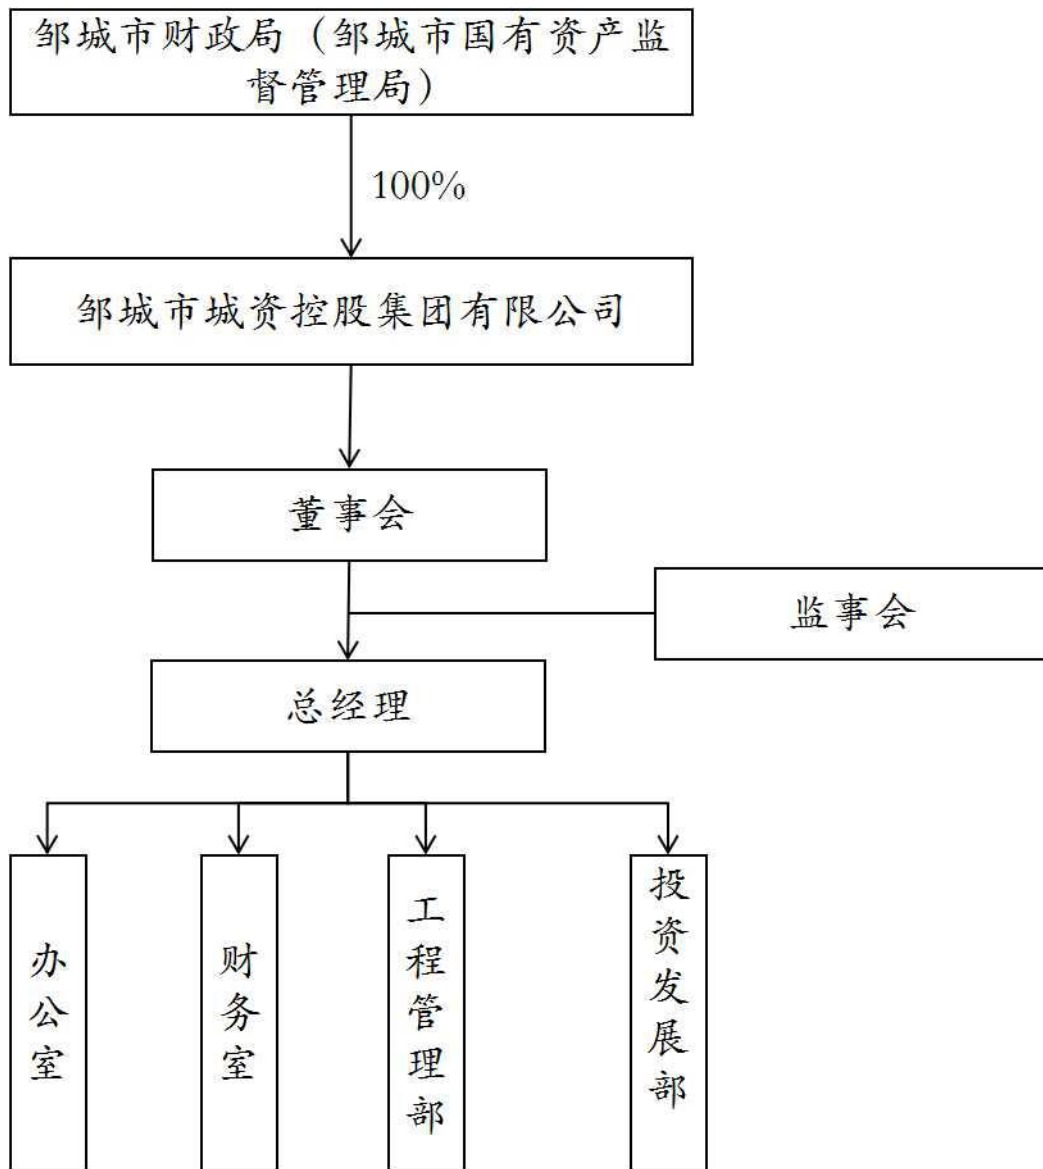 邹城市财政局（邹城市国有资产监
督管理局）
100%
邹城市城资控股集团有限公司
董事会
监事会
总经理
办公室
财务室
工程管理部
投资发展部